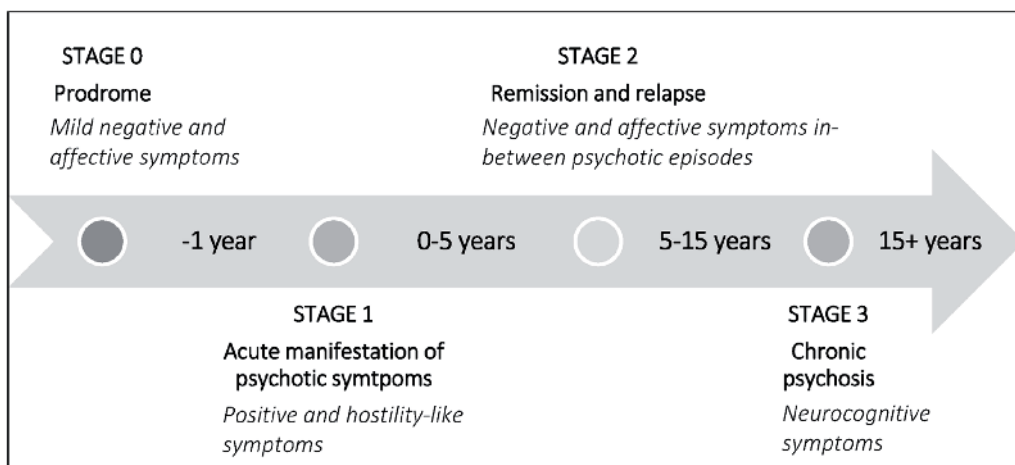 STAGE 0
Prodrome
Mild negative and
affective symptoms
STAGE 2
Remission and relapse
Negative and affective symptoms in-
between psychotic episodes
-1 year
0-5 years
5-15 years
15+ years
STAGE 1
Acute manifestation of
psychotic symtpoms
Positive and hostility-like
symptoms
STAGE 3
Chronic
psychosis
Neurocognitive
symptoms